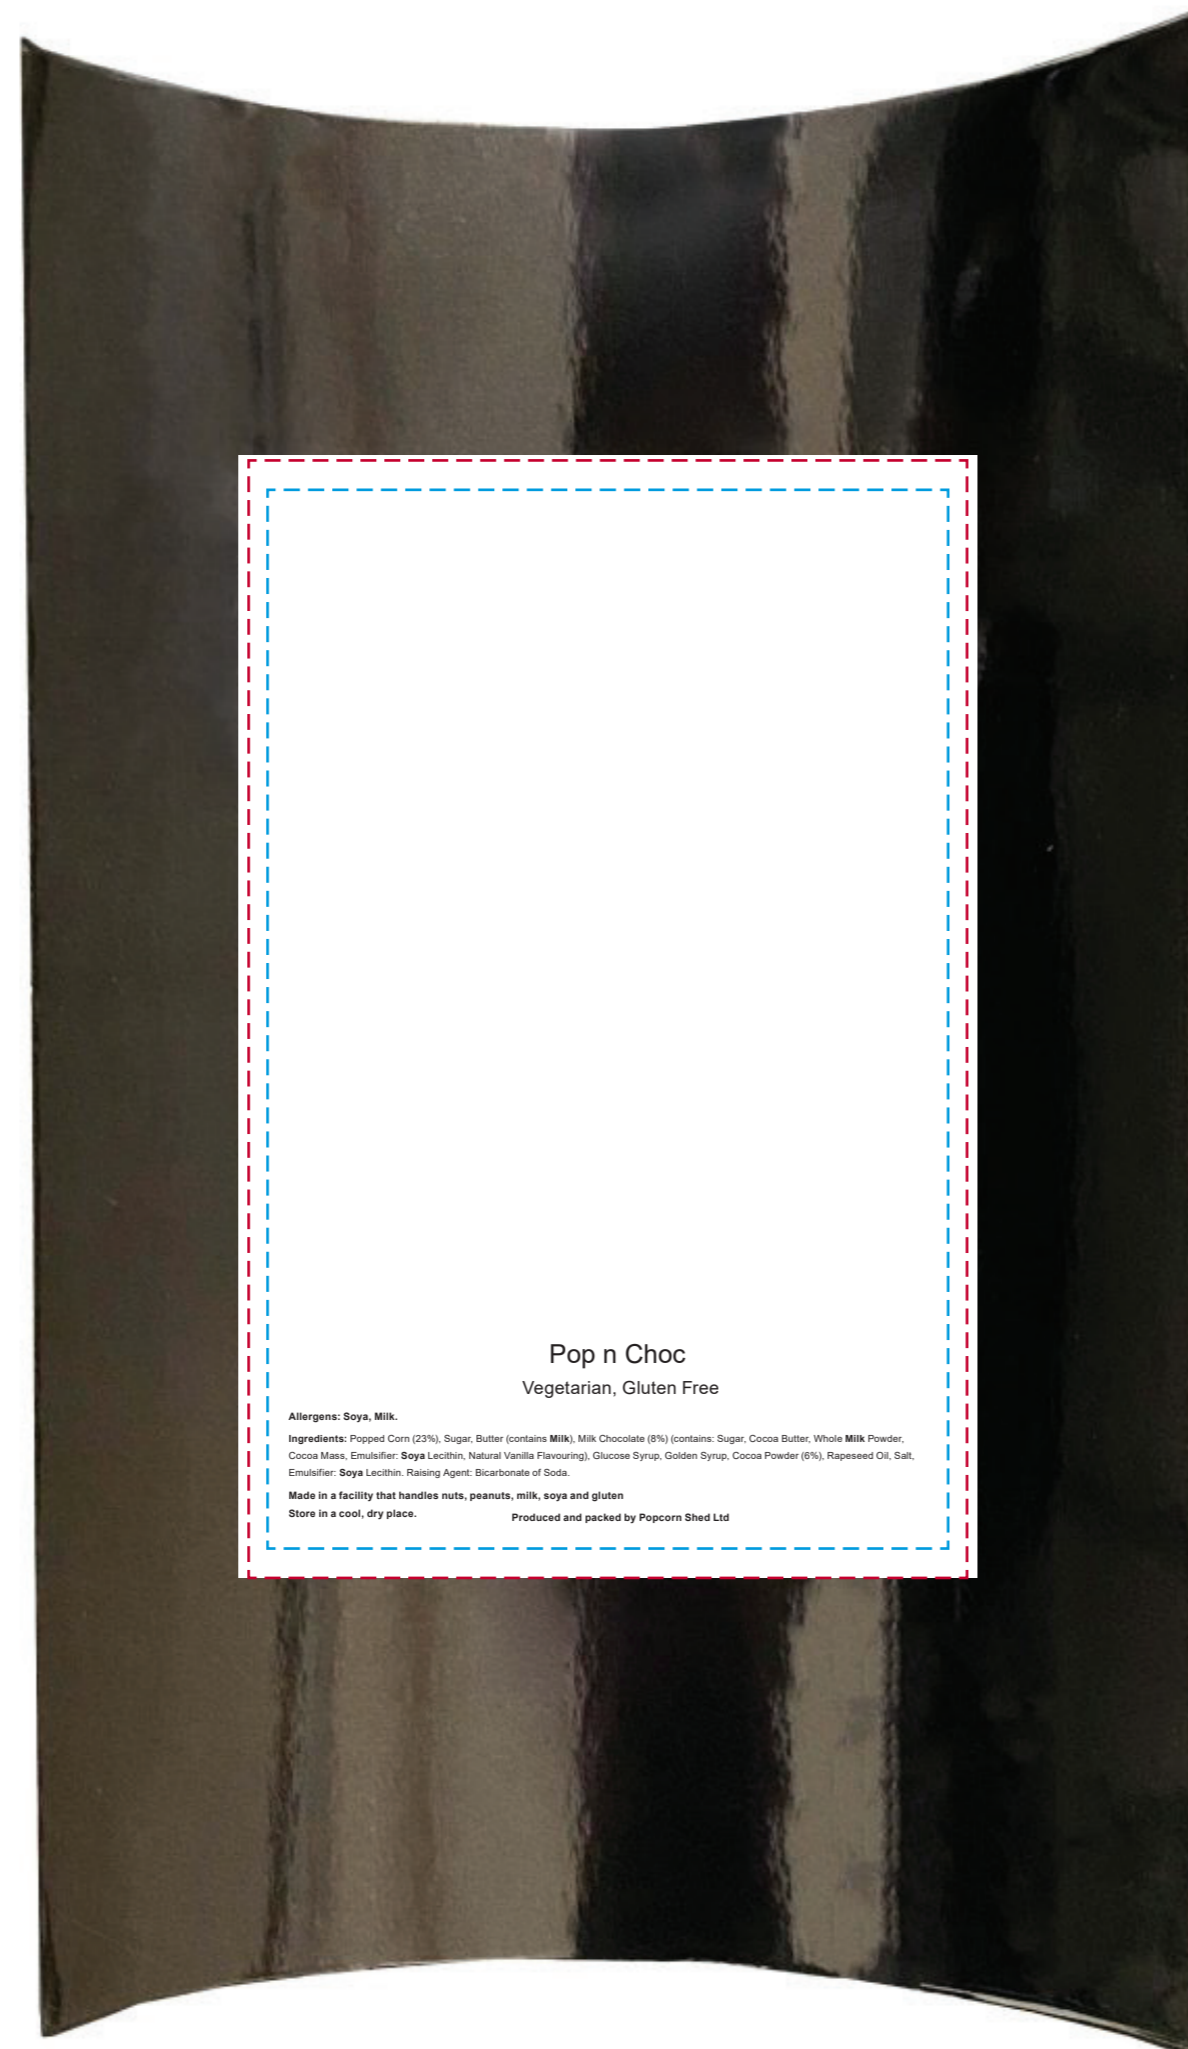 Pop n Choc
Vegetarian, Gluten Free
Allergens: Soya, Milk.
Ingredients: Popped Corn (23%), Sugar, Butter (contains Milk), Milk Chocolate (8%) (contains: Sugar, Cocoa Butter, Whole Milk Powder,
Cocoa Mass, Emulsifier: Soya Lecithin, Natural Vanilla Flavouring), Glucose Syrup, Golden Syrup, Cocoa Powder (6%), Rapeseed Oil, Salt,
Emulsifier: Soya Lecithin. Raising Agent: Bicarbonate of Soda.
Made in a facility that handles nuts, peanuts, milk, soya and gluten
Store in a cool, dry place.
Produced and packed by Popcorn Shed Ltd